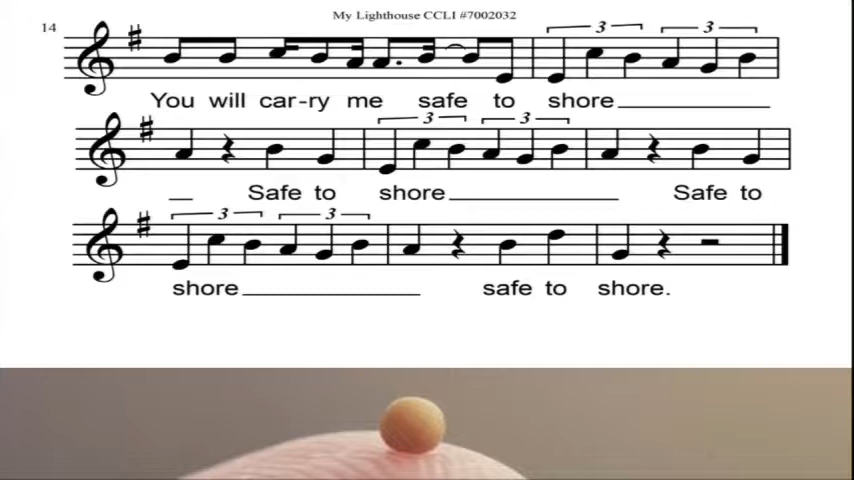 My Lighthouse CCLI #7002032
14
3 3
You will car-ry me safe to shore
3 3
Safe to shore Safe to
3 3
shore safe to shore.